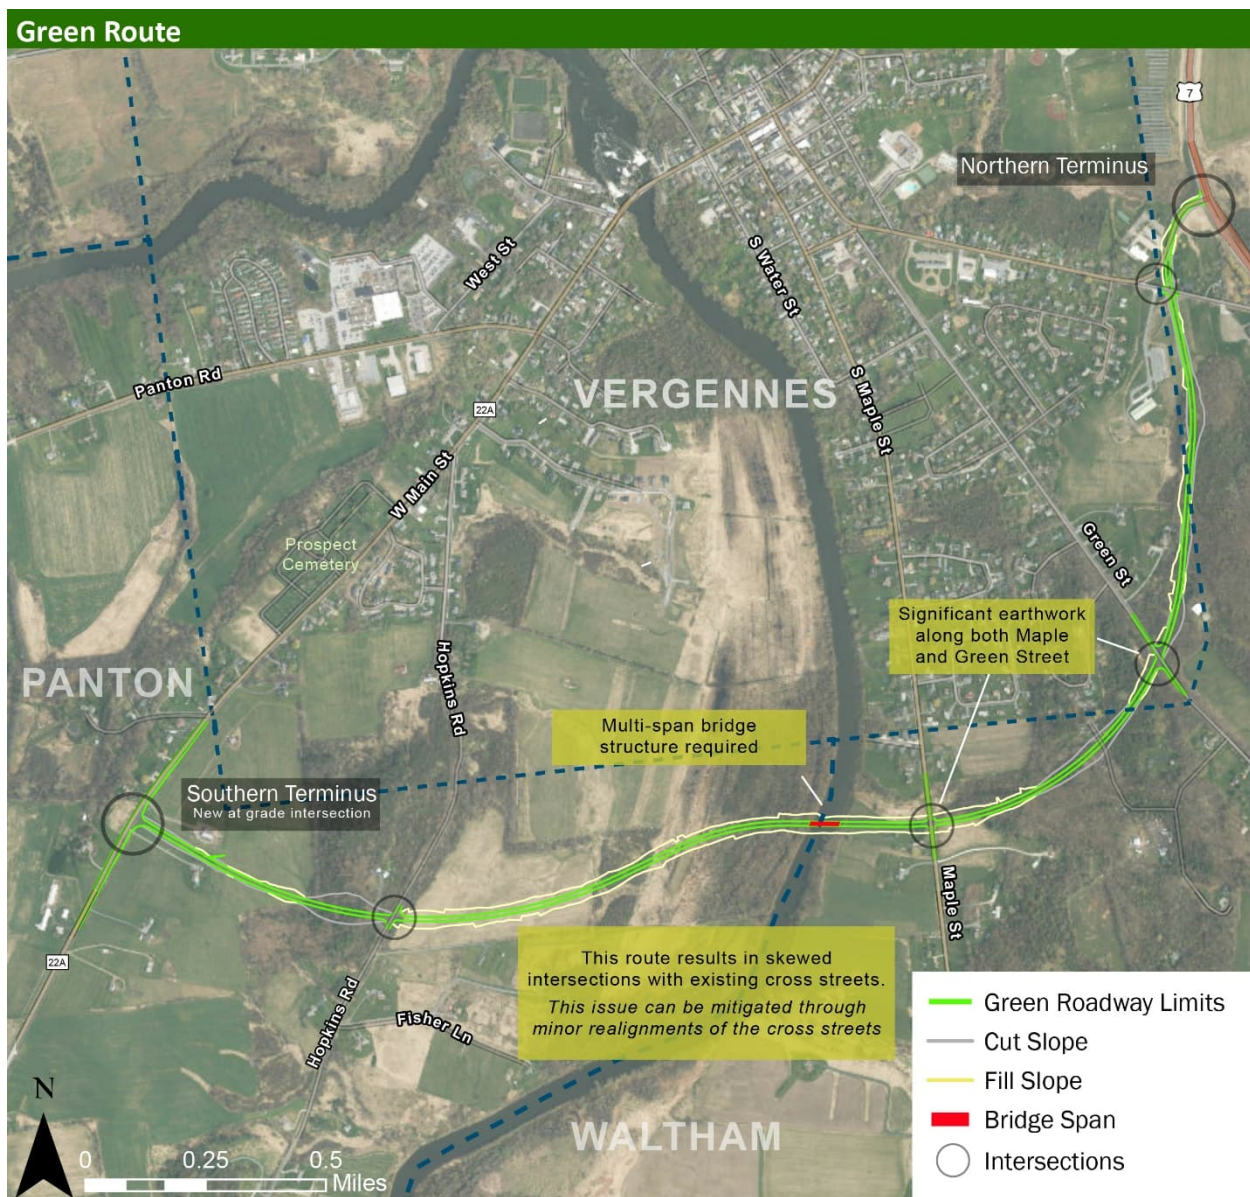 Green Route
7
Northern Terminus
West St
S Water St
Panton Rd
VERGENNES
S Maple St
22A
W Main St
Prospect
Cemetery
Green St
Significant earthwork
along both Maple
and Green Street
Hopkins Rd
PANTON
Multi-span bridge
structure required
Southern Terminus
New at grade intersection
Maple St
22A
This route results in skewed
intersections with existing cross streets.
This issue can be mitigated through
minor realignments of the cross streets
Hopkins Rd
Fisher Ln
WALTHAM
N
0 0.25 0.5
Miles
Green Roadway Limits
Cut Slope
Fill Slope
Bridge Span
Intersections